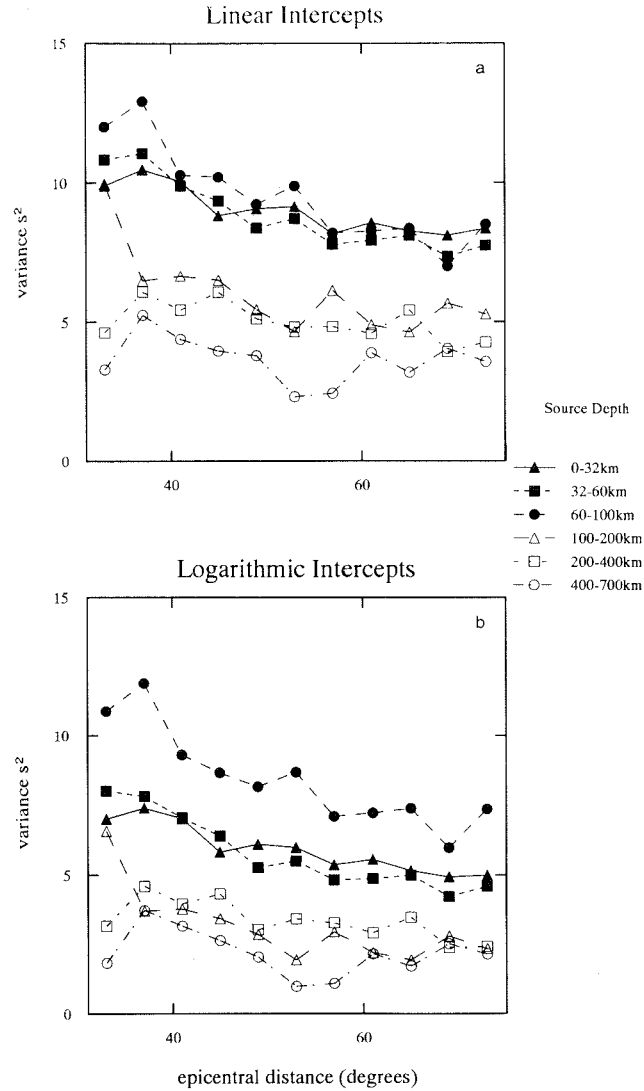 Linear Intercepts
15
a
10
variance s²
5
0
40
60
Source Depth
0-32km
32-60km
60-100km
100-200km
200-400km
400-700km
Logarithmic Intercepts
15
b
10
variance s²
5
0
40
60
epicentral distance (degrees)